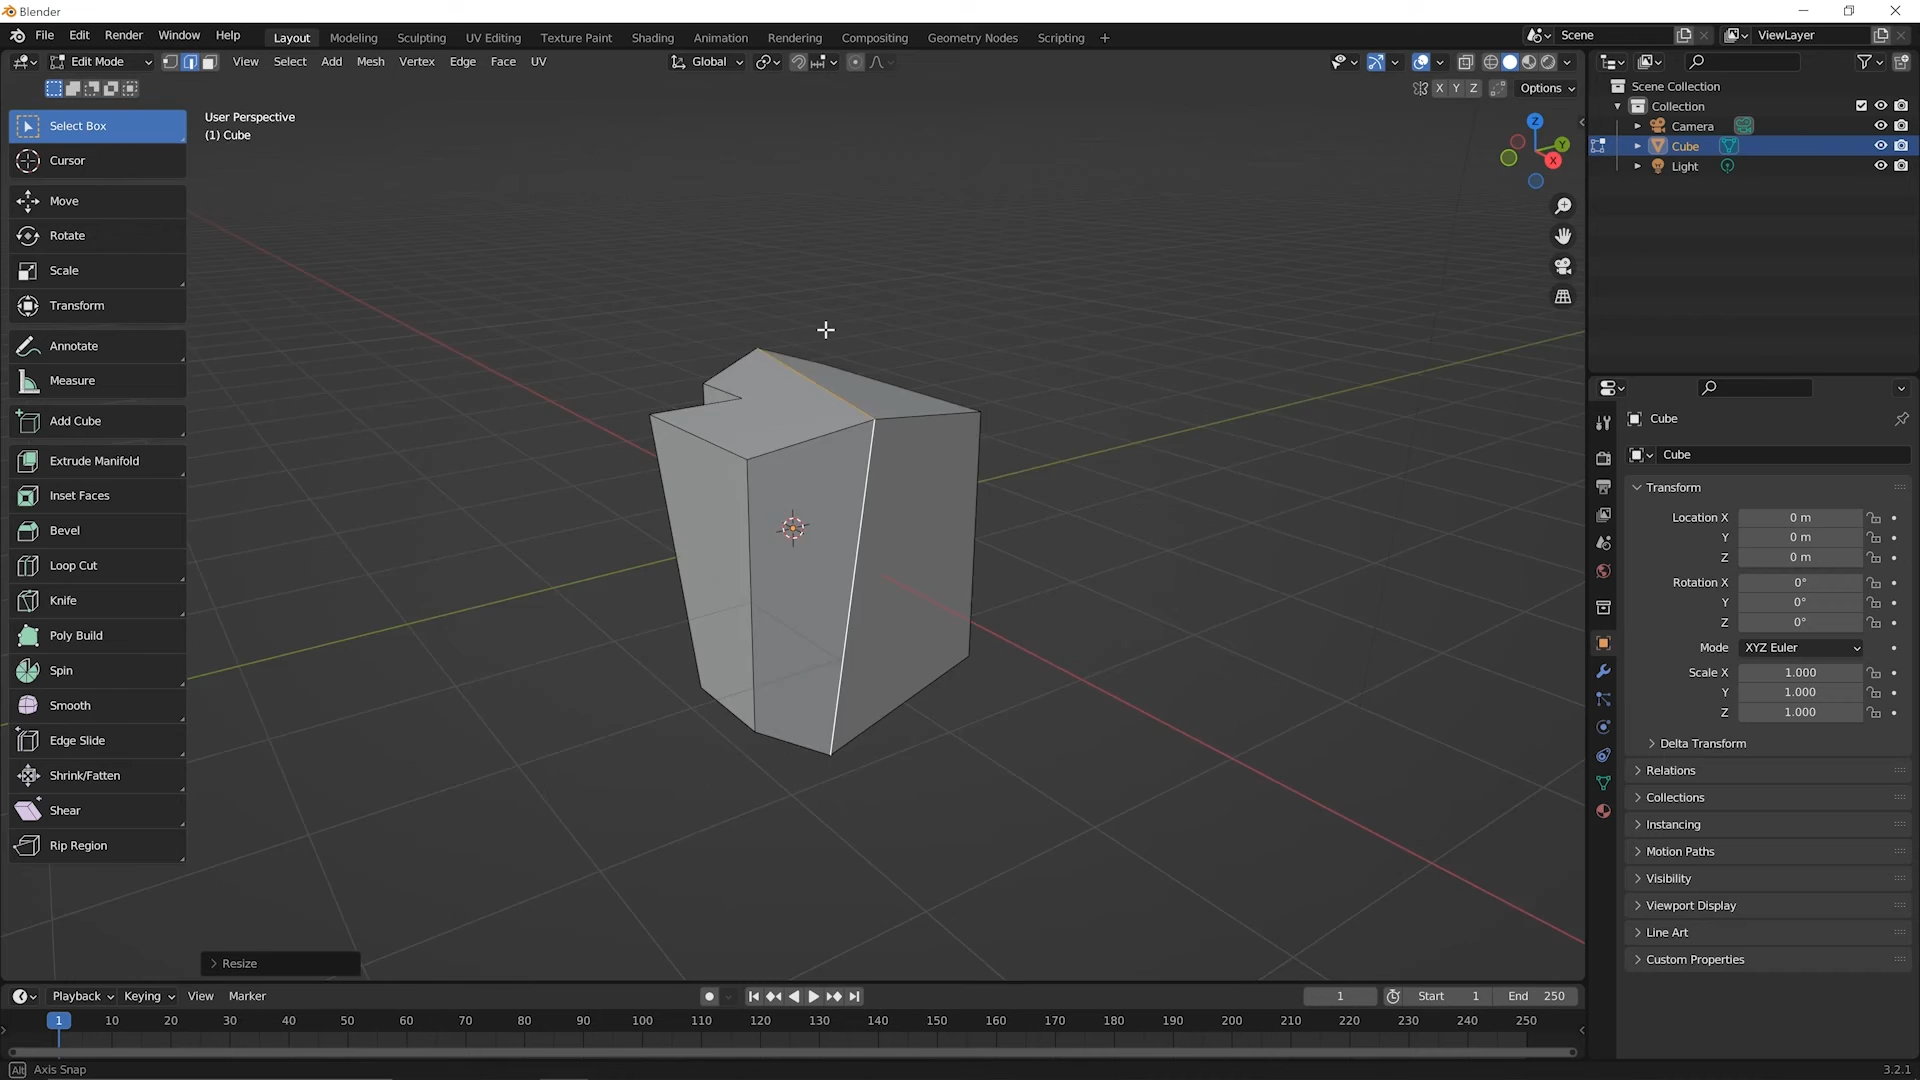 Blender
File Edit Render Window Help
Layout Modeling Sculpting UV Editing Texture Paint Shading Animation Rendering Compositing Geometry Nodes Scripting +
Scene
ViewLayer
Edit Mode View Select Add Mesh Vertex Edge Face UV
Global
X Y Z Options
User Perspective
(1) Cube
Select Box
Cursor
Move
Rotate
Scale
Transform
Annotate
Measure
Add Cube
Extrude Manifold
Inset Faces
Bevel
Loop Cut
Knife
Poly Build
Spin
Smooth
Edge Slide
Shrink/Fatten
Shear
Rip Region
Z
Y
X
Resize
Scene Collection
Collection
Camera
Cube
Light
Cube
Cube
Transform
Location X 0 m
Y 0 m
Z 0 m
Rotation X 0°
Y 0°
Z 0°
Mode XYZ Euler
Scale X 1.000
Y 1.000
Z 1.000
Delta Transform
Relations
Collections
Instancing
Motion Paths
Visibility
Viewport Display
Line Art
Custom Properties
Playback Keying View Marker
1 Start 1 End 250
1 10 20 30 40 50 60 70 80 90 100 110 120 130 140 150 160 170 180 190 200 210 220 230 240 250
Alt Axis Snap
3.2.1